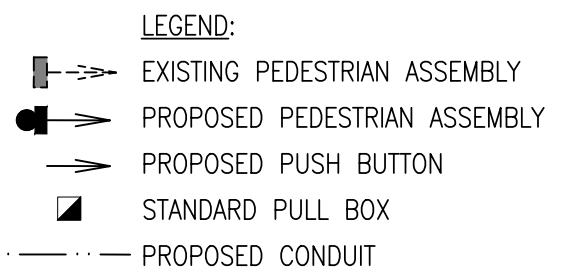 LEGEND:
EXISTING PEDESTRIAN ASSEMBLY
PROPOSED PEDESTRIAN ASSEMBLY
PROPOSED PUSH BUTTON
STANDARD PULL BOX
PROPOSED CONDUIT